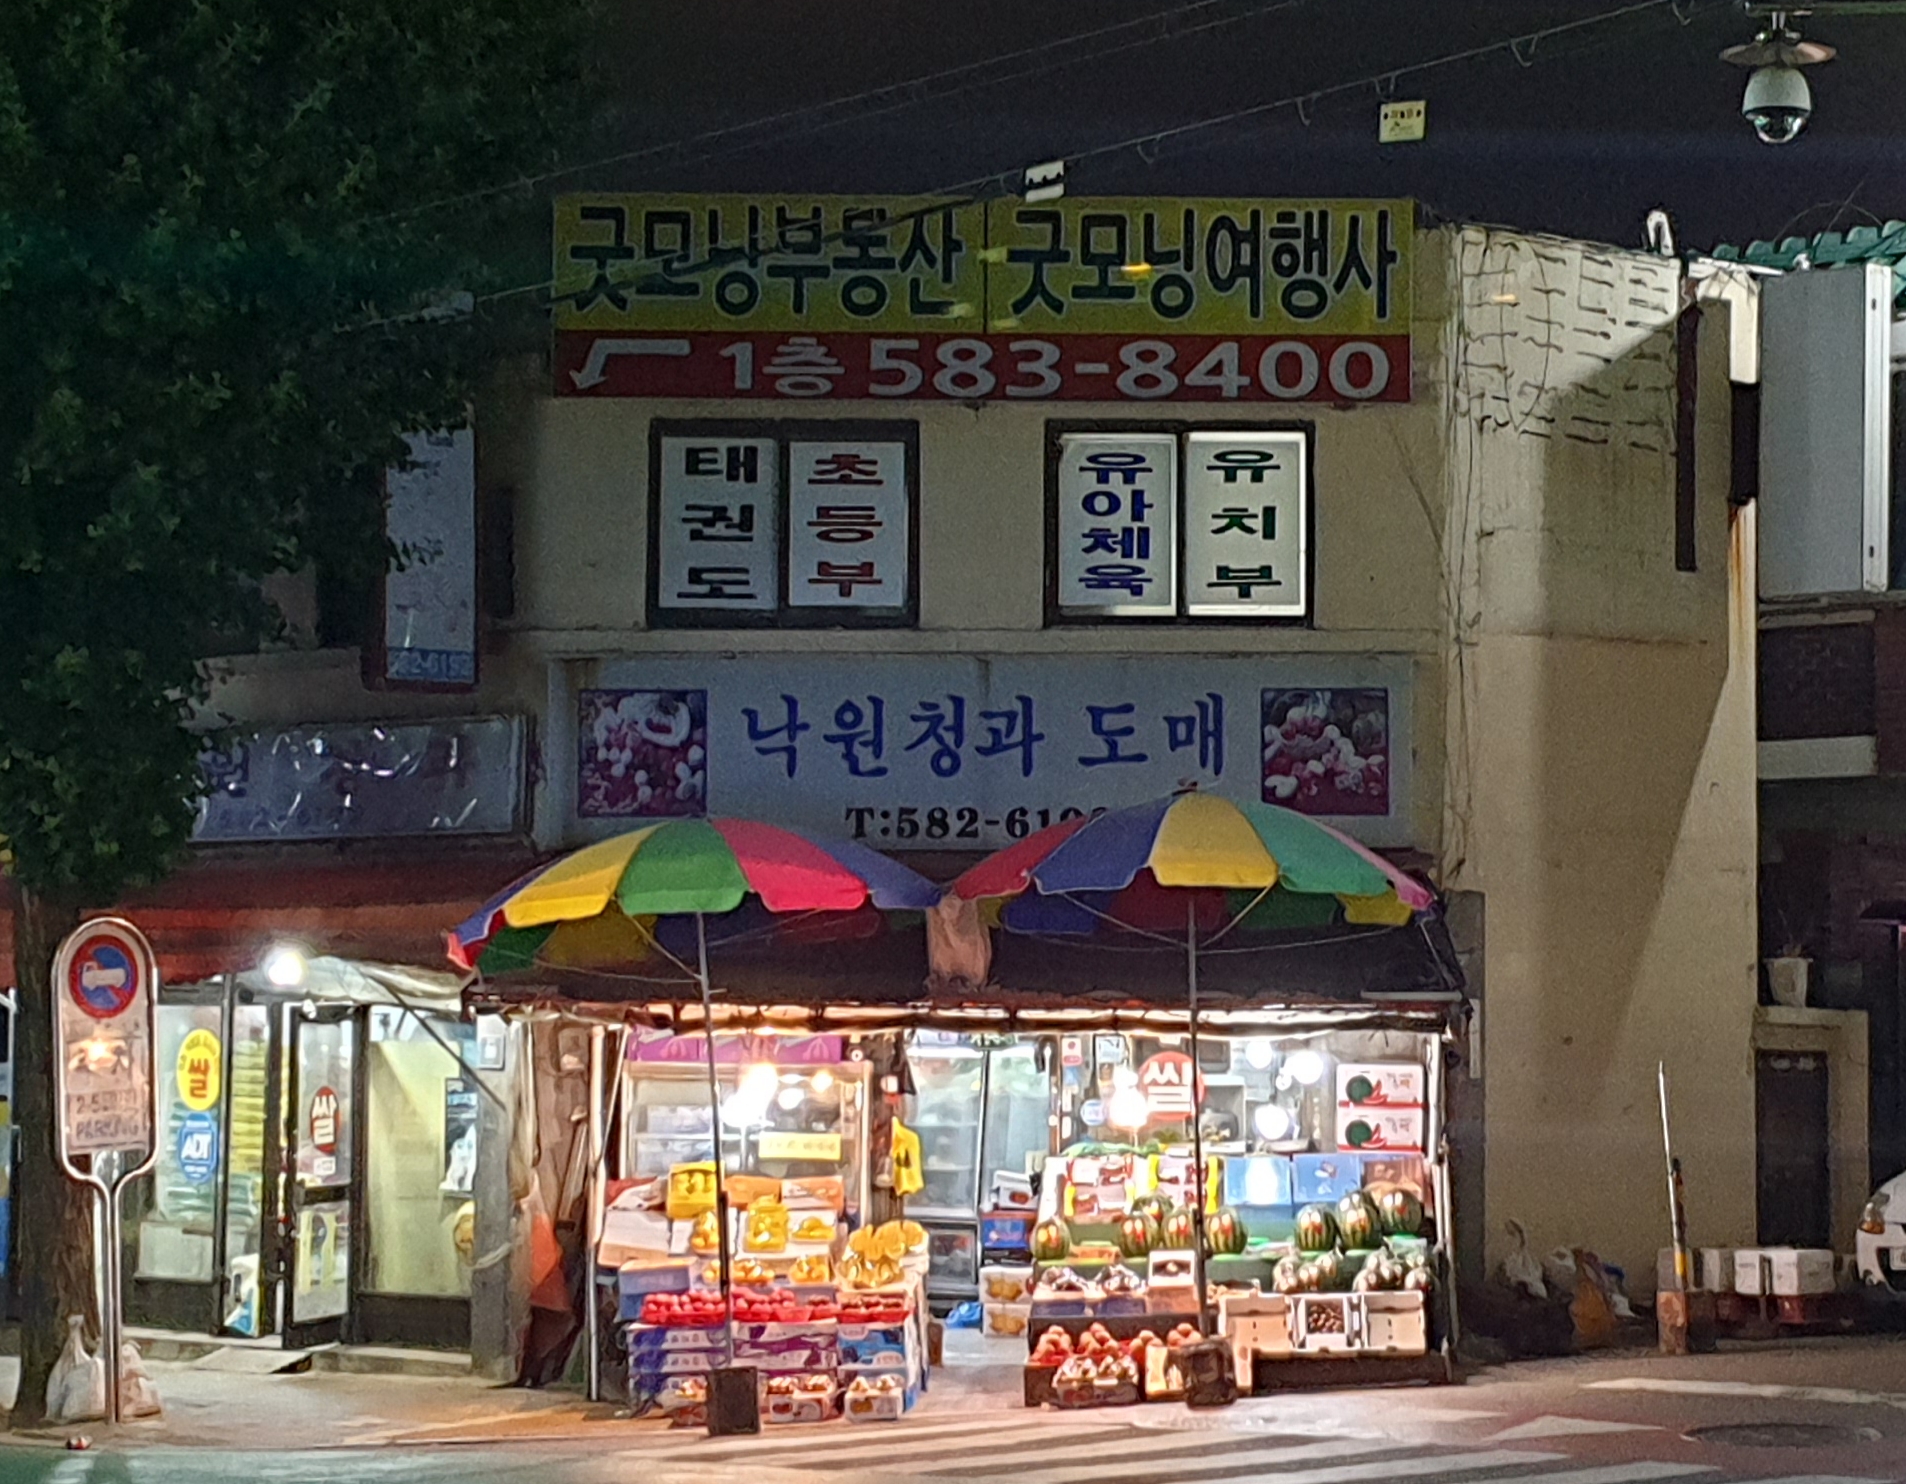 굿모닝부동산 굿모닝여행사
1층 583-8400
태권도
초등부
유아체육
유치부
낙원청과 도매
T:582-619
쌀
ADT
쌀
쌀
PARKING